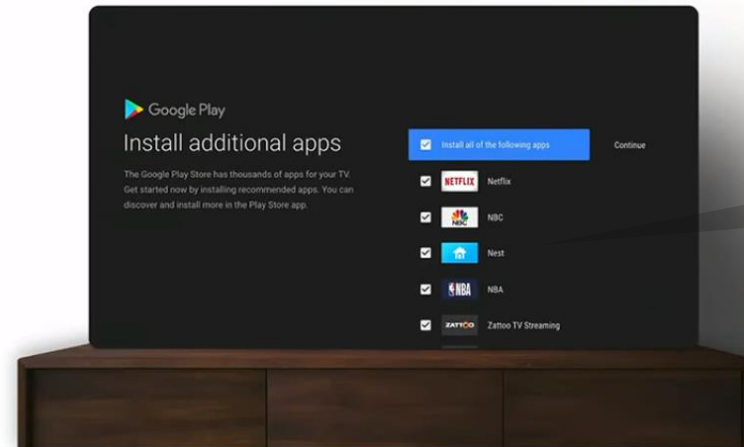 Google Play
Install additional apps
The Google Play Store has thousands of apps for your TV.
Get started now by installing recommended apps. You can
discover and install more in the Play Store app.
Install all of the following apps
Continue
NETFLIX Netflix
NBC NBC
Nest
NBA NBA
ZATTOO Zattoo TV Streaming